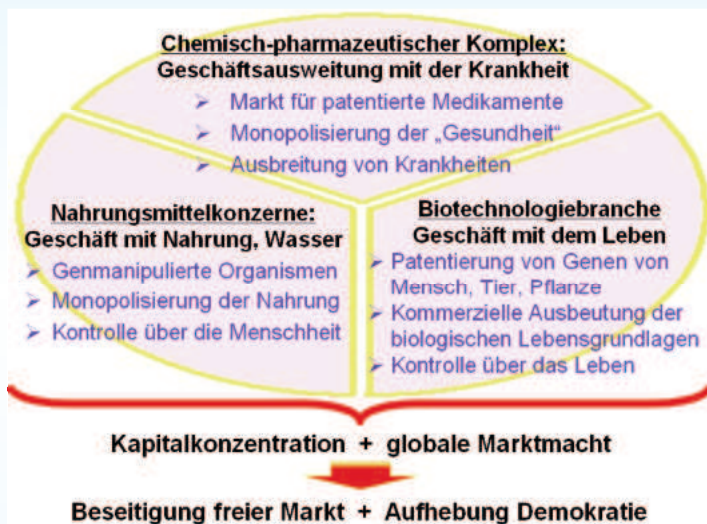 Chemisch-pharmazeutischer Komplex:
Geschäftsausweitung mit der Krankheit
➢ Markt für patentierte Medikamente
➢ Monopolisierung der „Gesundheit“
➢ Ausbreitung von Krankheiten
Nahrungsmittelkonzerne:
Geschäft mit Nahrung, Wasser
➢ Genmanipulierte Organismen
➢ Monopolisierung der Nahrung
➢ Kontrolle über die Menschheit
Biotechnologiebranche
Geschäft mit dem Leben
➢ Patentierung von Genen von
Mensch, Tier, Pflanze
➢ Kommerzielle Ausbeutung der
biologischen Lebensgrundlagen
➢ Kontrolle über das Leben
Kapitalkonzentration + globale Marktmacht
Beseitigung freier Markt + Aufhebung Demokratie